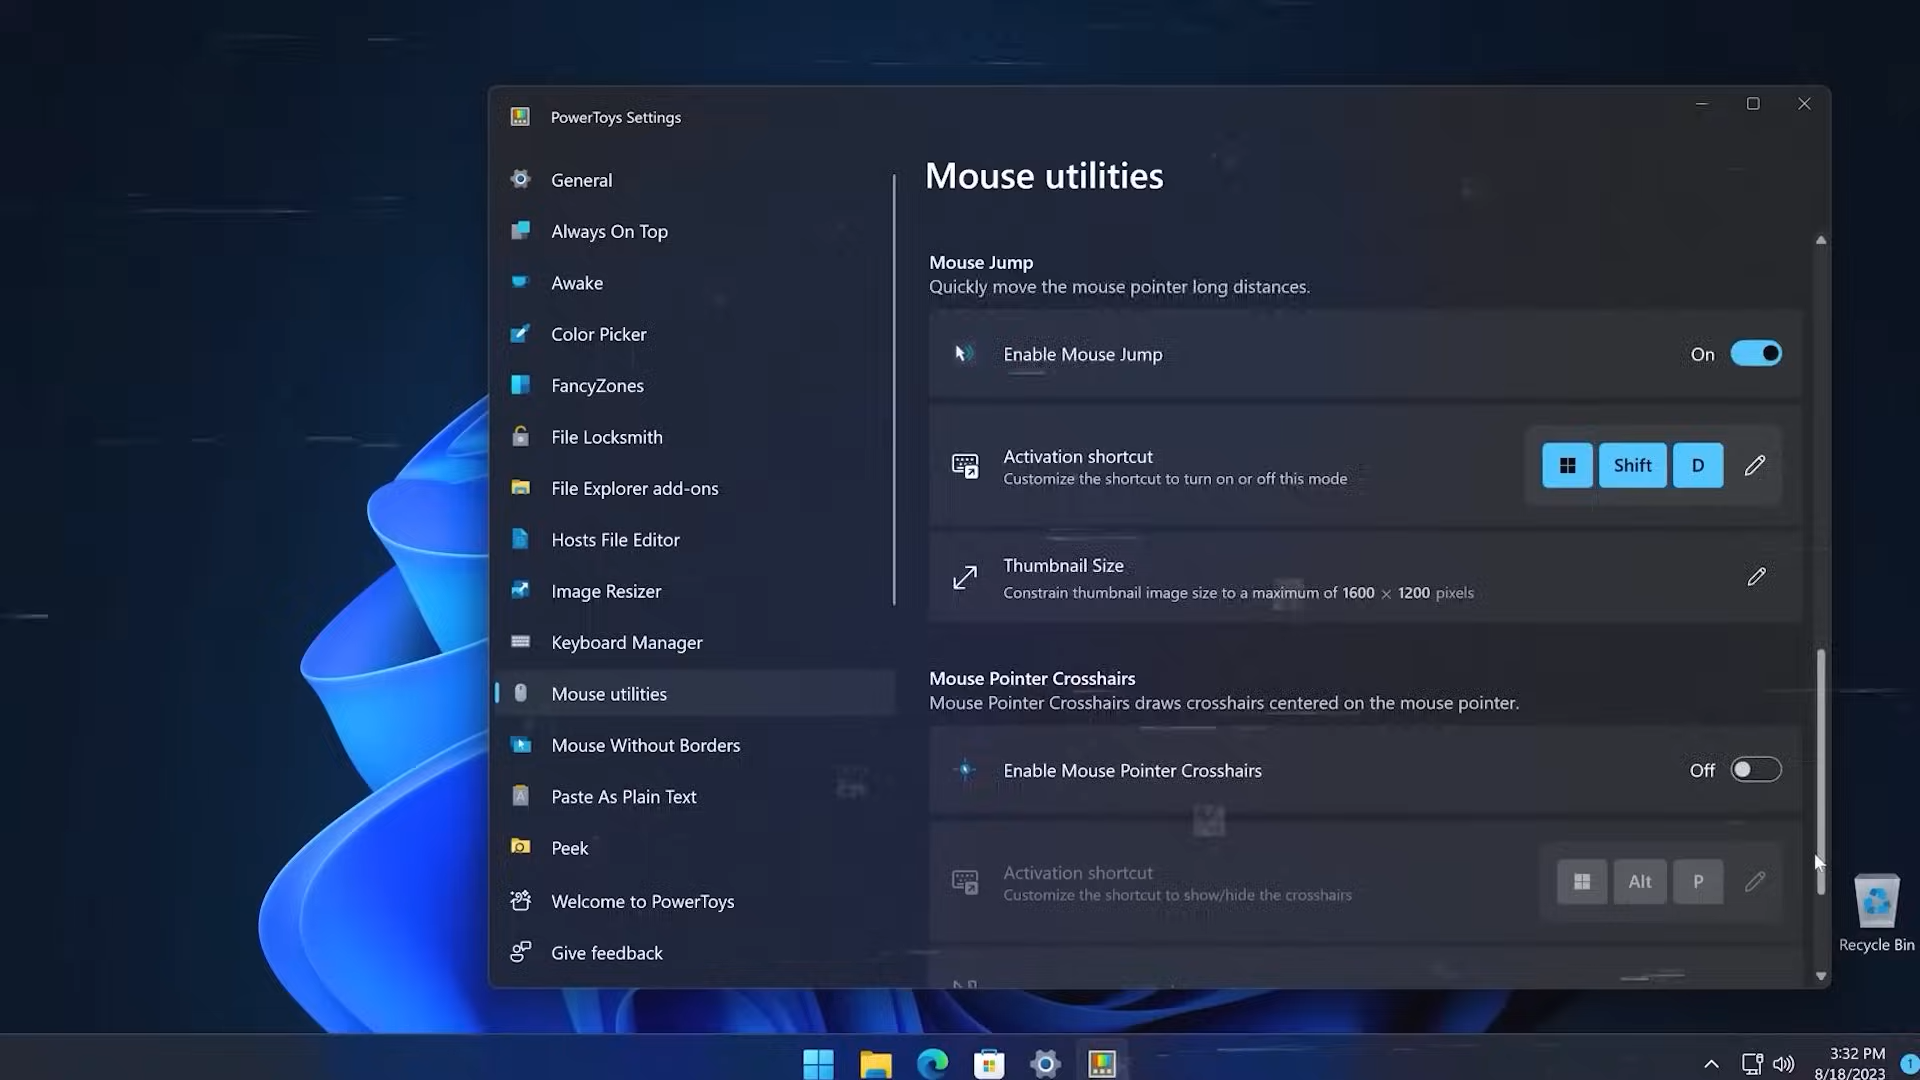 PowerToys Settings
General
Always On Top
Awake
Color Picker
FancyZones
File Locksmith
File Explorer add-ons
Hosts File Editor
Image Resizer
Keyboard Manager
Mouse utilities
Mouse Without Borders
Paste As Plain Text
Peek
Welcome to PowerToys
Give feedback
Mouse utilities
Mouse Jump
Quickly move the mouse pointer long distances.
Enable Mouse Jump
On
Activation shortcut
Customize the shortcut to turn on or off this mode
Shift D
Thumbnail Size
Constrain thumbnail image size to a maximum of 1600 × 1200 pixels
Mouse Pointer Crosshairs
Mouse Pointer Crosshairs draws crosshairs centered on the mouse pointer.
Enable Mouse Pointer Crosshairs
Off
Activation shortcut
Customize the shortcut to show/hide the crosshairs
Alt P
Recycle Bin
3:32 PM
8/18/2023
1